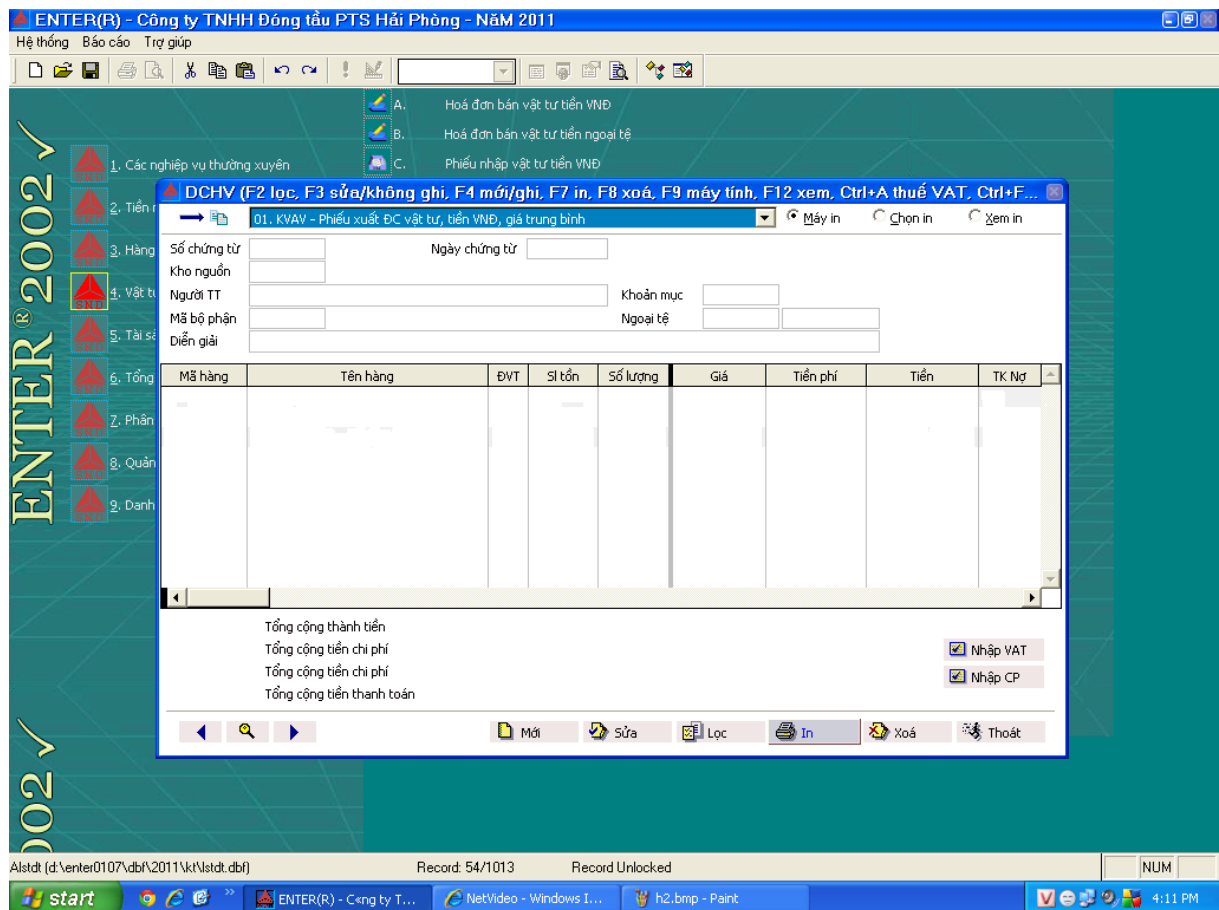 ENTER(R) - Công ty TNHH Đóng tầu PTS Hải Phòng - NăM 2011
Hệ thống Báo cáo Trợ giúp
A. Hoá đơn bán vật tư tiền VNĐ
B. Hoá đơn bán vật tư tiền ngoại tệ
C. Phiếu nhập vật tư tiền VNĐ
ENTER ® 2002 √
002 √
1. Các nghiệp vụ thường xuyên
2. Tiền
3. Hàng
4. Vật
5. Tài
6. Tổng
7. Phân
8. Quản
9. Danh
SND
DCHV (F2 lọc, F3 sửa/không ghi, F4 mới/ghi, F7 in, F8 xoá, F9 máy tính, F12 xem, Ctrl+A thuế VAT, Ctrl+F...
01. KVAV - Phiếu xuất ĐC vật tư, tiền VNĐ, giá trung bình Máy in Chọn in Xem in
Số chứng từ Ngày chứng từ
Kho nguồn
Người TT Khoản mục
Mã bộ phận Ngoại tệ
Diễn giải
Mã hàng Tên hàng ĐVT Sl tồn Số lượng Giá Tiền phí Tiền TK Nợ
Tổng cộng thành tiền
Tổng cộng tiền chi phí
Tổng cộng tiền chi phí
Tổng cộng tiền thanh toán
Nhập VAT
Nhập CP
Mới Sửa Lọc In Xoá Thoát
Alstdt (d:\enter0107\dbf\2011\kt\lstdt.dbf) Record: 54/1013 Record Unlocked NUM
start ENTER(R) - C«ng ty T... NetVideo - Windows I... h2.bmp - Paint V 4:11 PM